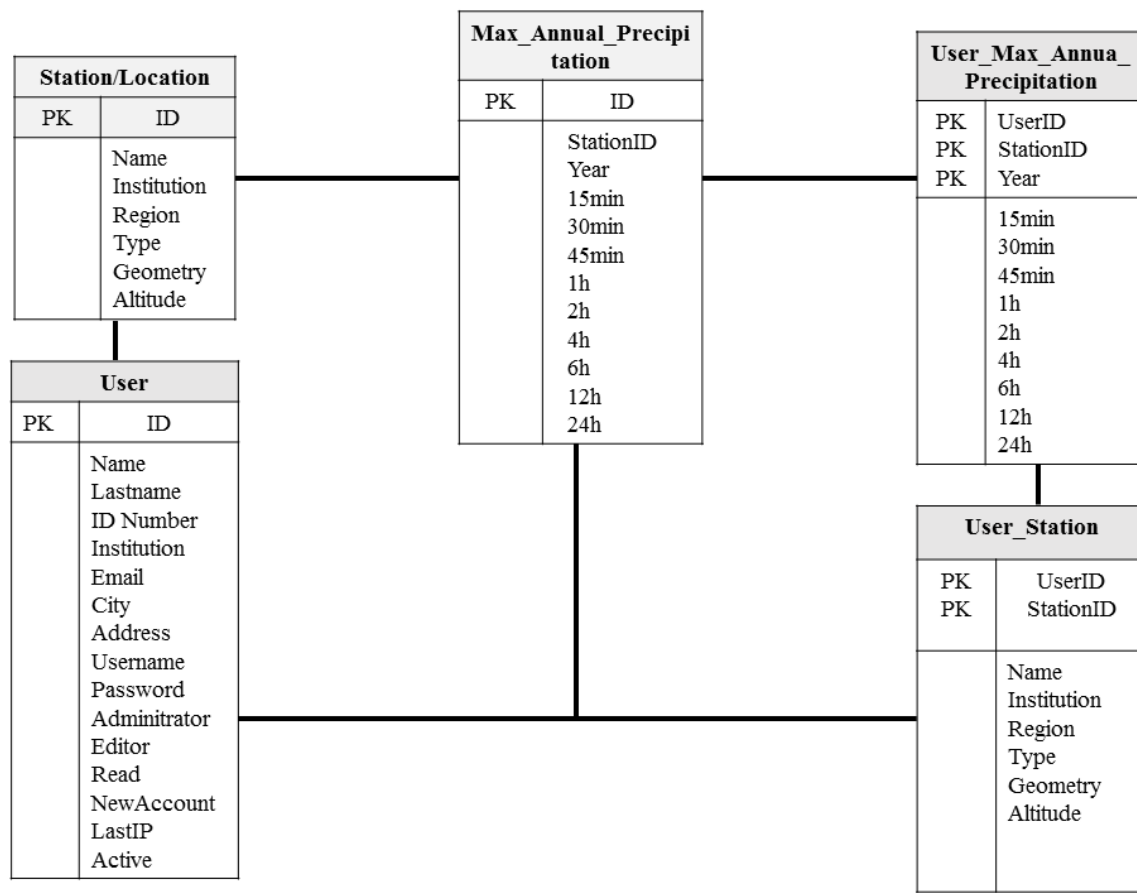 Station/Location
PK ID
Name
Institution
Region
Type
Geometry
Altitude
User
PK ID
Name
Lastname
ID Number
Institution
Email
City
Address
Username
Password
Adminitrator
Editor
Read
NewAccount
LastIP
Active
Max_Annual_Precipi
tation
PK ID
StationID
Year
15min
30min
45min
1h
2h
4h
6h
12h
24h
User_Max_Annua_
Precipitation
PK UserID
PK StationID
PK Year
15min
30min
45min
1h
2h
4h
6h
12h
24h
User_Station
PK UserID
PK StationID
Name
Institution
Region
Type
Geometry
Altitude